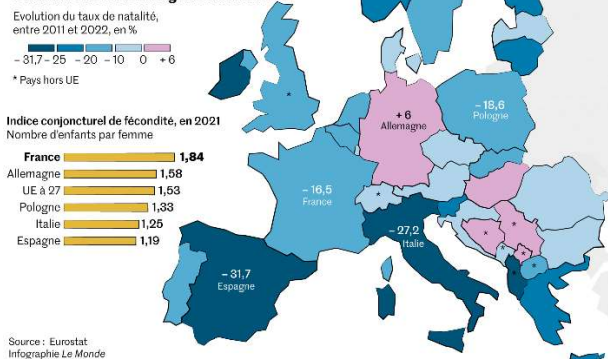 Evolution du taux de natalité,
entre 2011 et 2022, en %
– 31,7 – 25 – 20 – 10 0 + 6
* Pays hors UE
Indice conjoncturel de fécondité, en 2021
Nombre d'enfants par femme
France 1,84
Allemagne 1,58
UE à 27 1,53
Pologne 1,33
Italie 1,25
Espagne 1,19
*
+ 6
Allemagne
– 18,6
Pologne
– 16,5
France
*
– 27,2
Italie
*
*
*
*
*
*
– 31,7
Espagne
Source : Eurostat
Infographie Le Monde